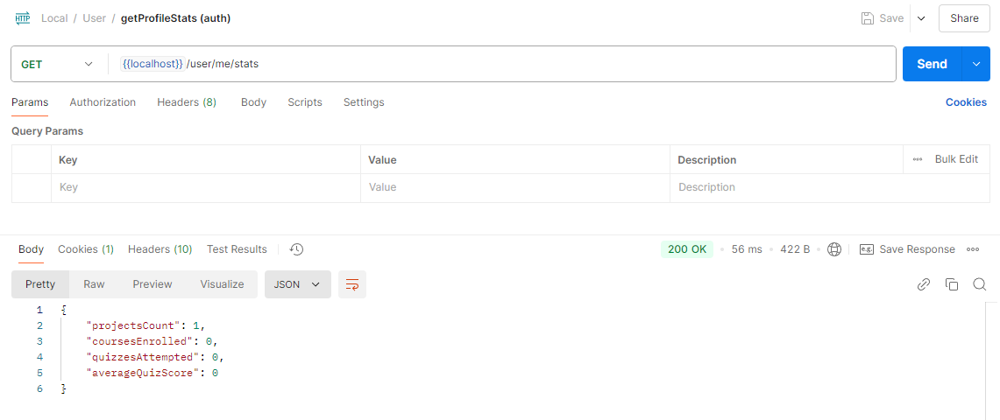 HTTP Local / User / getProfileStats (auth) Save Share
GET {{localhost}}/user/me/stats Send
Params Authorization Headers (8) Body Scripts Settings Cookies
Query Params
Key Value Description Bulk Edit
Key Value Description
Body Cookies (1) Headers (10) Test Results 200 OK 56 ms 422 B e.g. Save Response
Pretty Raw Preview Visualize JSON
1 {
2 "projectsCount": 1,
3 "coursesEnrolled": 0,
4 "quizzesAttempted": 0,
5 "averageQuizScore": 0
6 }